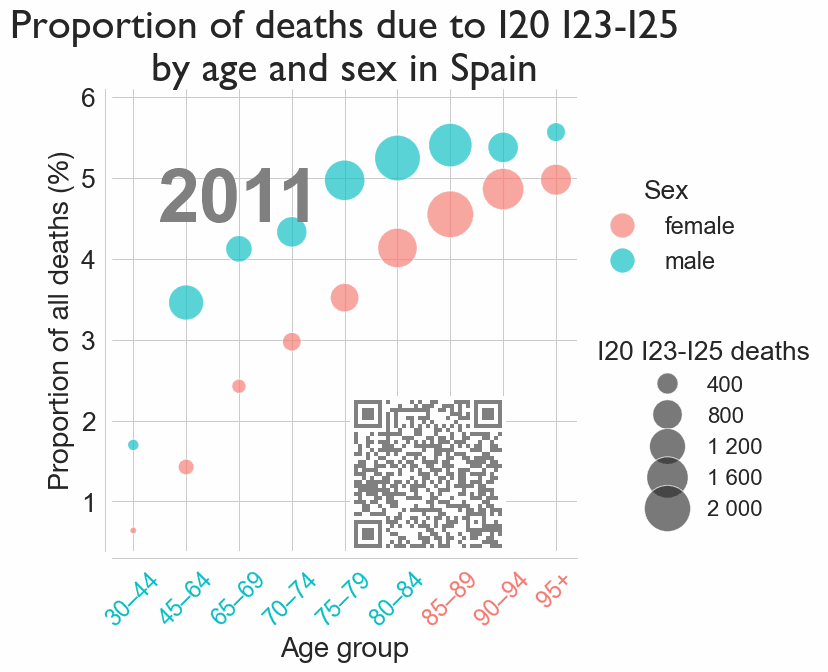 Proportion of deaths due to I20 I23-I25
by age and sex in Spain
Proportion of all deaths (%)
6
5
4
3
2
1
2011
30–44
45–64
65–69
70–74
75–79
80–84
85–89
90–94
95+
Age group
Sex
female
male
I20 I23-I25 deaths
400
800
1 200
1 600
2 000